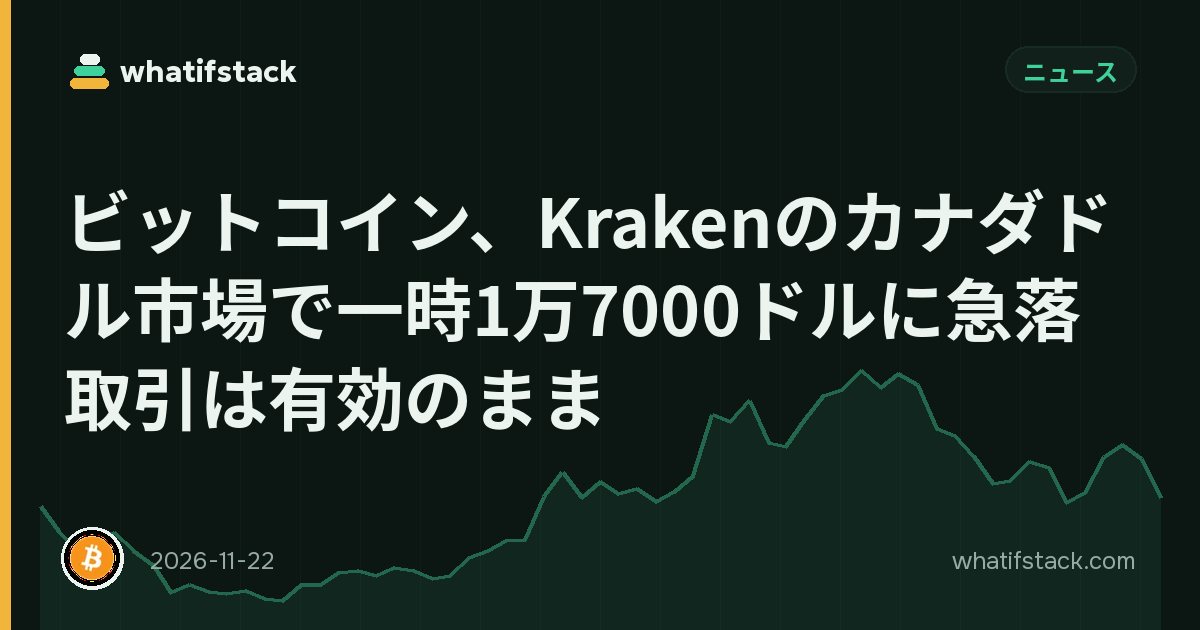 whatifstack
ニュース
ビットコイン、Krakenのカナダド
ル市場で一時1万7000ドルに急落
取引は有効のまま
2026-11-22
whatifstack.com